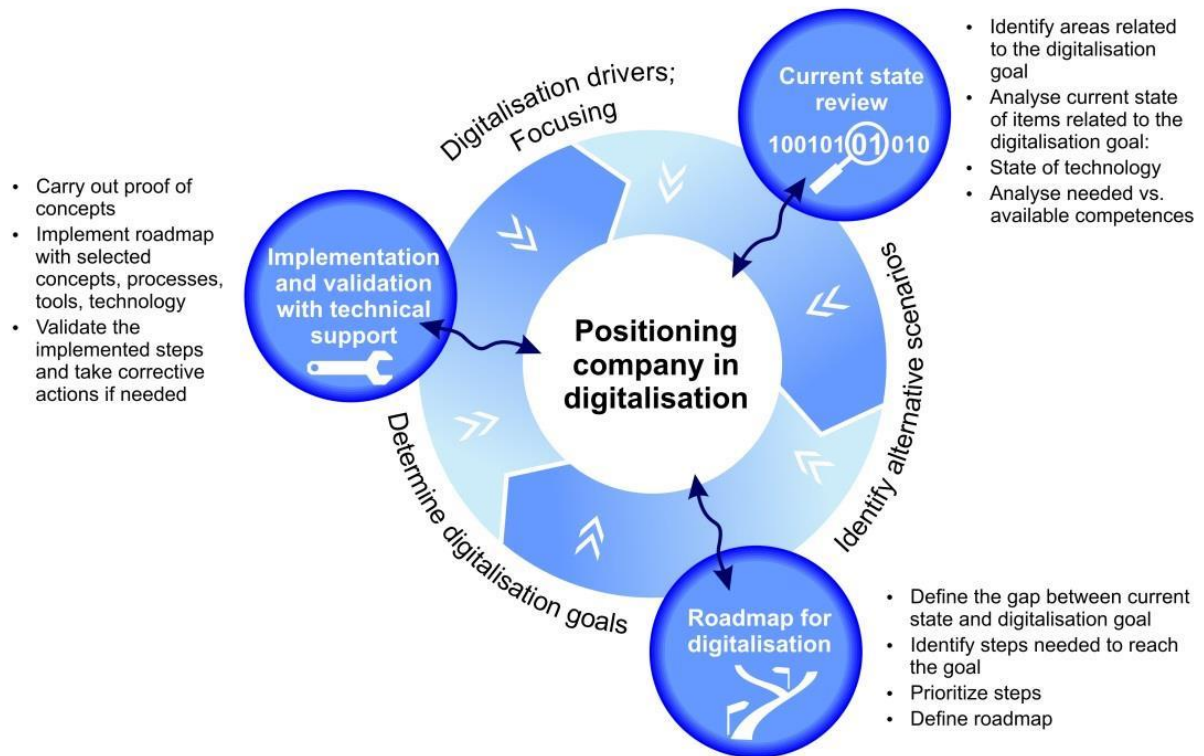 Digitalisation drivers;
Focusing
Current state
review
100101 01 010
• Identify areas related
to the digitalisation
goal
• Analyse current state
of items related to the
digitalisation goal:
• State of technology
• Analyse needed vs.
available competences
• Carry out proof of
concepts
• Implement roadmap
with selected
concepts, processes,
tools, technology
• Validate the
implemented steps
and take corrective
actions if needed
Implementation
and validation
with technical
support
Positioning
company in
digitalisation
Identify alternative scenarios
Determine digitalisation goals
Roadmap for
digitalisation
• Define the gap between current
state and digitalisation goal
• Identify steps needed to reach
the goal
• Prioritize steps
• Define roadmap